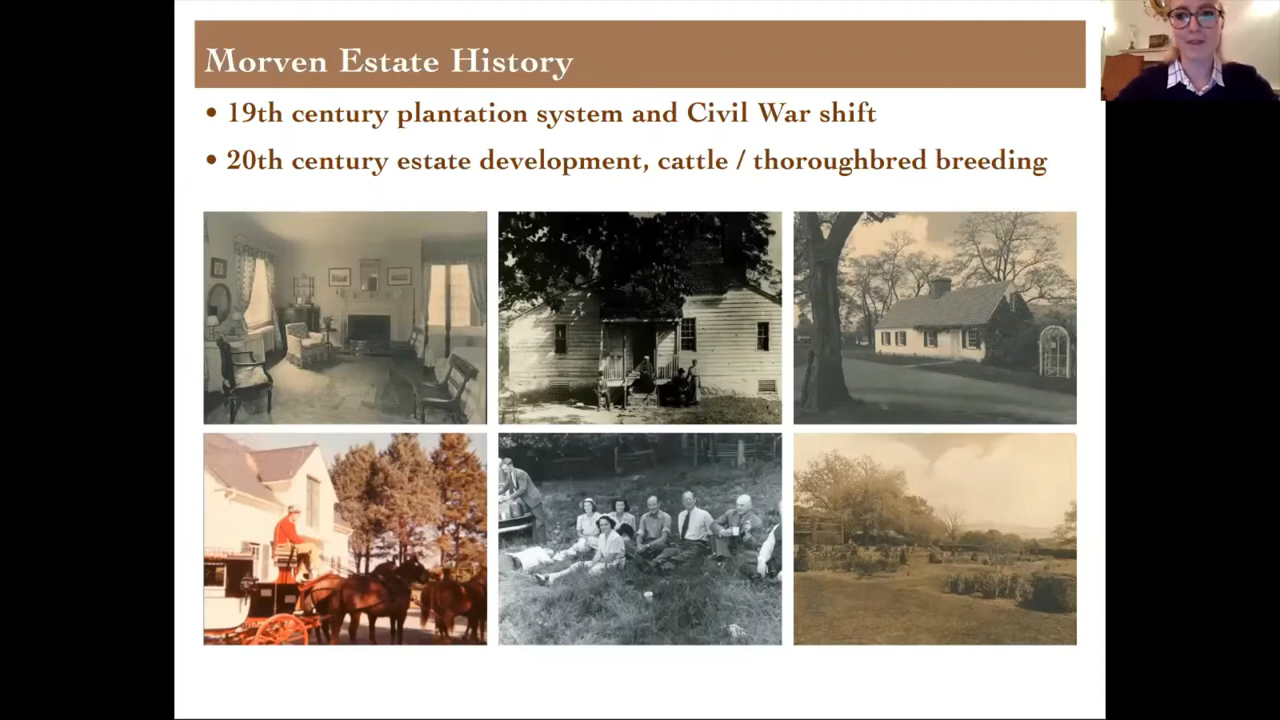 Morven Estate History
• 19th century plantation system and Civil War shift
• 20th century estate development, cattle / thoroughbred breeding